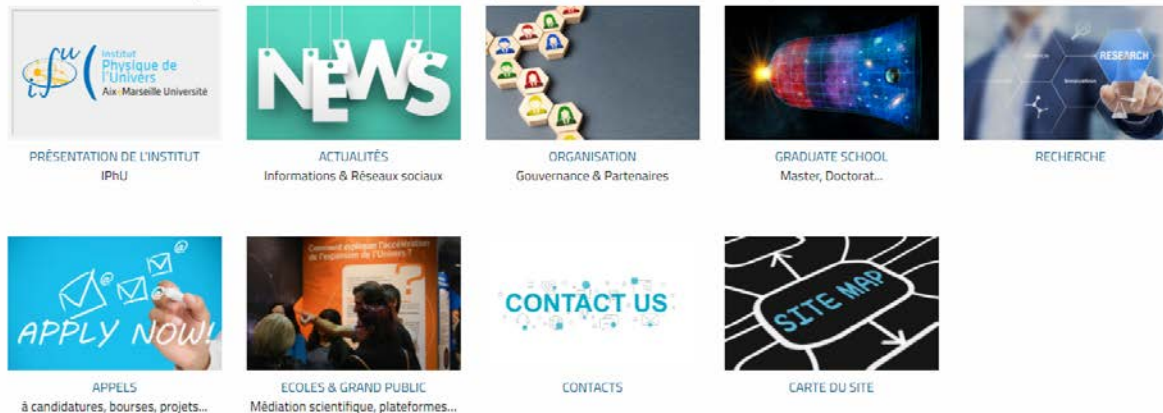 ifu
Institut
Physique de
l'Univers
Aix-Marseille Université
NEWS
RESEARCH
PRÉSENTATION DE L'INSTITUT
IPhU
ACTUALITÉS
Informations & Réseaux sociaux
ORGANISATION
Gouvernance & Partenaires
GRADUATE SCHOOL
Master, Doctorat...
RECHERCHE
APPLY NOW!
Comment expliquer l'accélération
de l'expansion de l'Univers ?
CONTACT US
SITE MAP
APPELS
à candidatures, bourses, projets...
ECOLES & GRAND PUBLIC
Médiation scientifique, plateformes...
CONTACTS
CARTE DU SITE